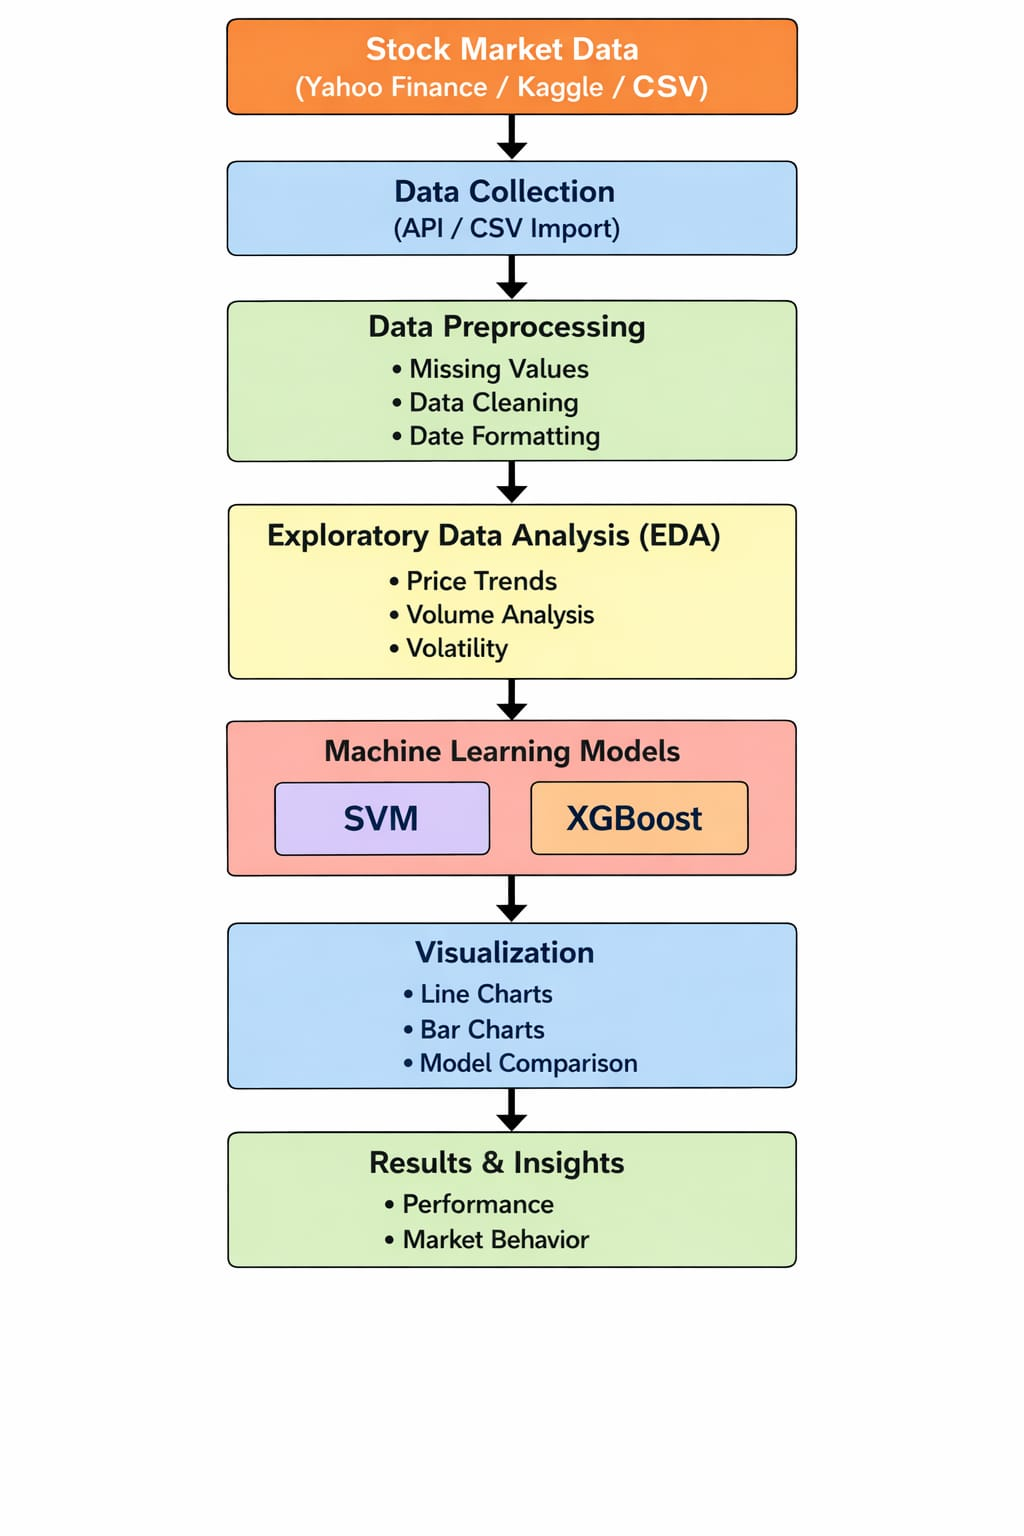 Stock Market Data
(Yahoo Finance / Kaggle / CSV)
Data Collection
(API / CSV Import)
Data Preprocessing
• Missing Values
• Data Cleaning
• Date Formatting
Exploratory Data Analysis (EDA)
• Price Trends
• Volume Analysis
• Volatility
Machine Learning Models
SVM
XGBoost
Visualization
• Line Charts
• Bar Charts
• Model Comparison
Results & Insights
• Performance
• Market Behavior